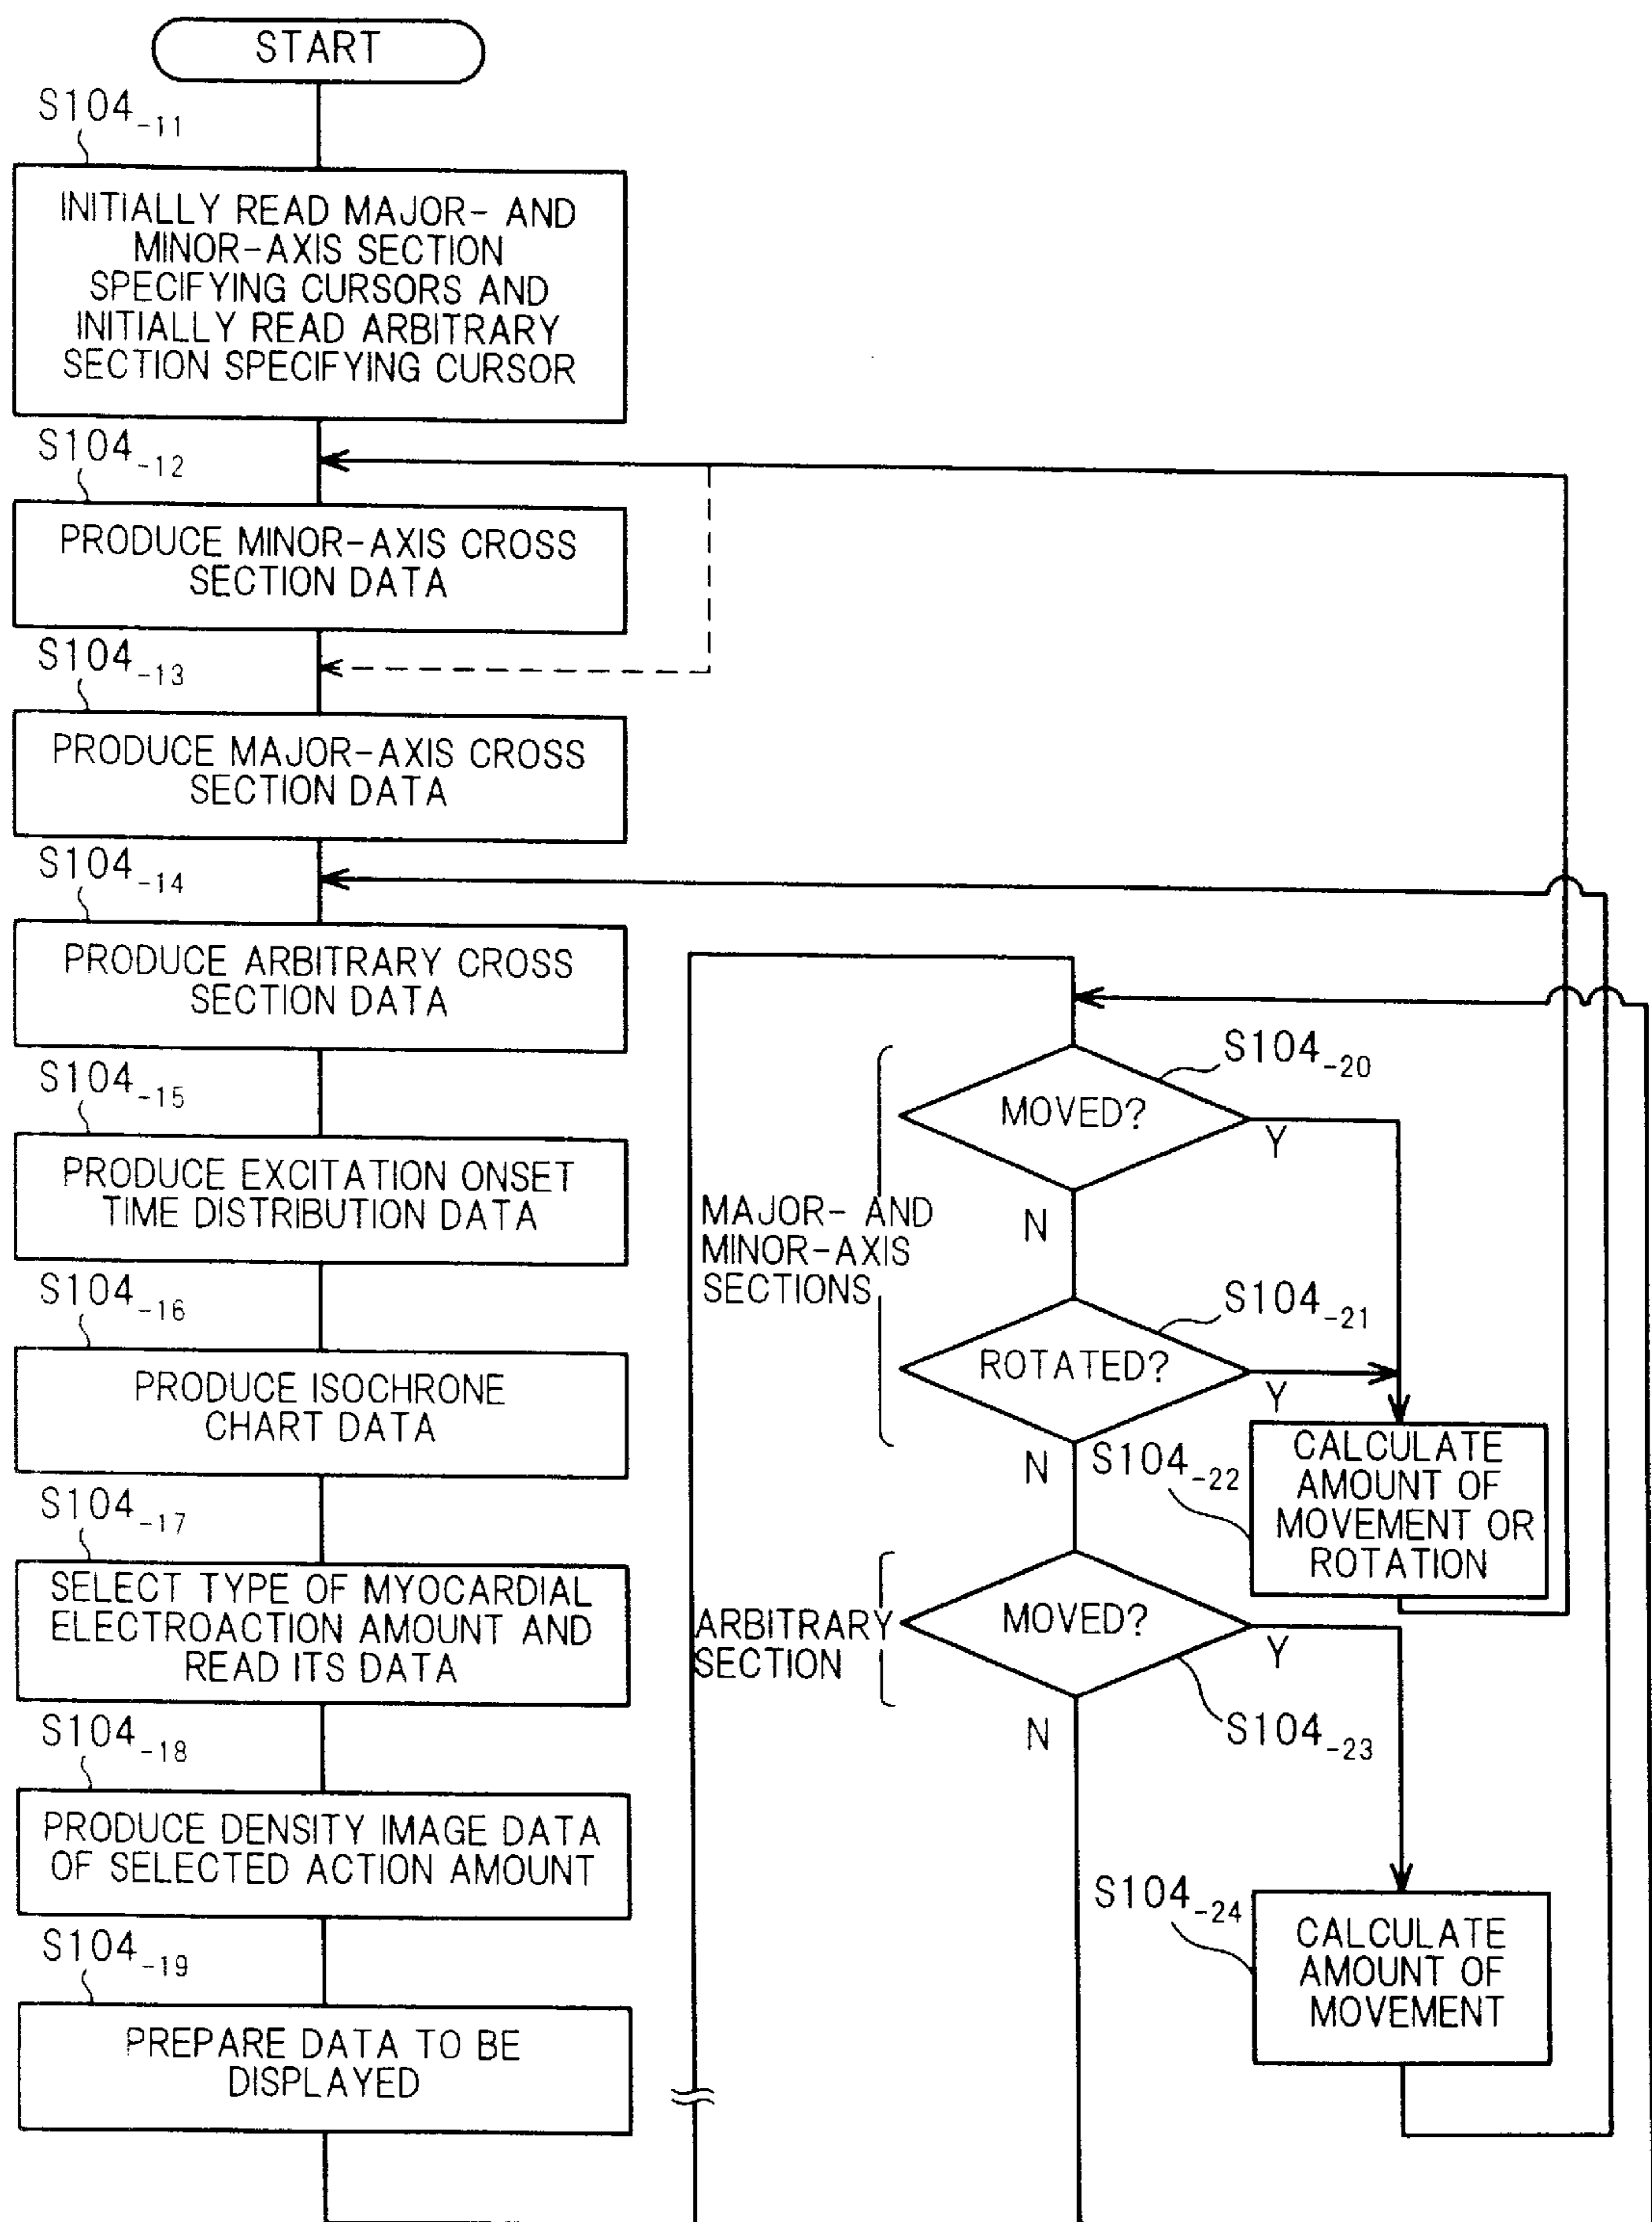 START
S104-11
INITIALLY READ MAJOR- AND
MINOR-AXIS SECTION
SPECIFYING CURSORS AND
INITIALLY READ ARBITRARY
SECTION SPECIFYING CURSOR
S104-12
PRODUCE MINOR-AXIS CROSS
SECTION DATA
S104-13
PRODUCE MAJOR-AXIS CROSS
SECTION DATA
S104-14
PRODUCE ARBITRARY CROSS
SECTION DATA
S104-15
PRODUCE EXCITATION ONSET
TIME DISTRIBUTION DATA
S104-16
PRODUCE ISOCHRONE
CHART DATA
S104-17
SELECT TYPE OF MYOCARDIAL
ELECTROACTION AMOUNT AND
READ ITS DATA
S104-18
PRODUCE DENSITY IMAGE DATA
OF SELECTED ACTION AMOUNT
S104-19
PREPARE DATA TO BE
DISPLAYED
MAJOR- AND
MINOR-AXIS
SECTIONS
S104-20
MOVED?
Y
N
S104-21
ROTATED?
Y
N
S104-22
CALCULATE
AMOUNT OF
MOVEMENT OR
ROTATION
ARBITRARY
SECTION
MOVED?
Y
N
S104-23
S104-24
CALCULATE
AMOUNT OF
MOVEMENT